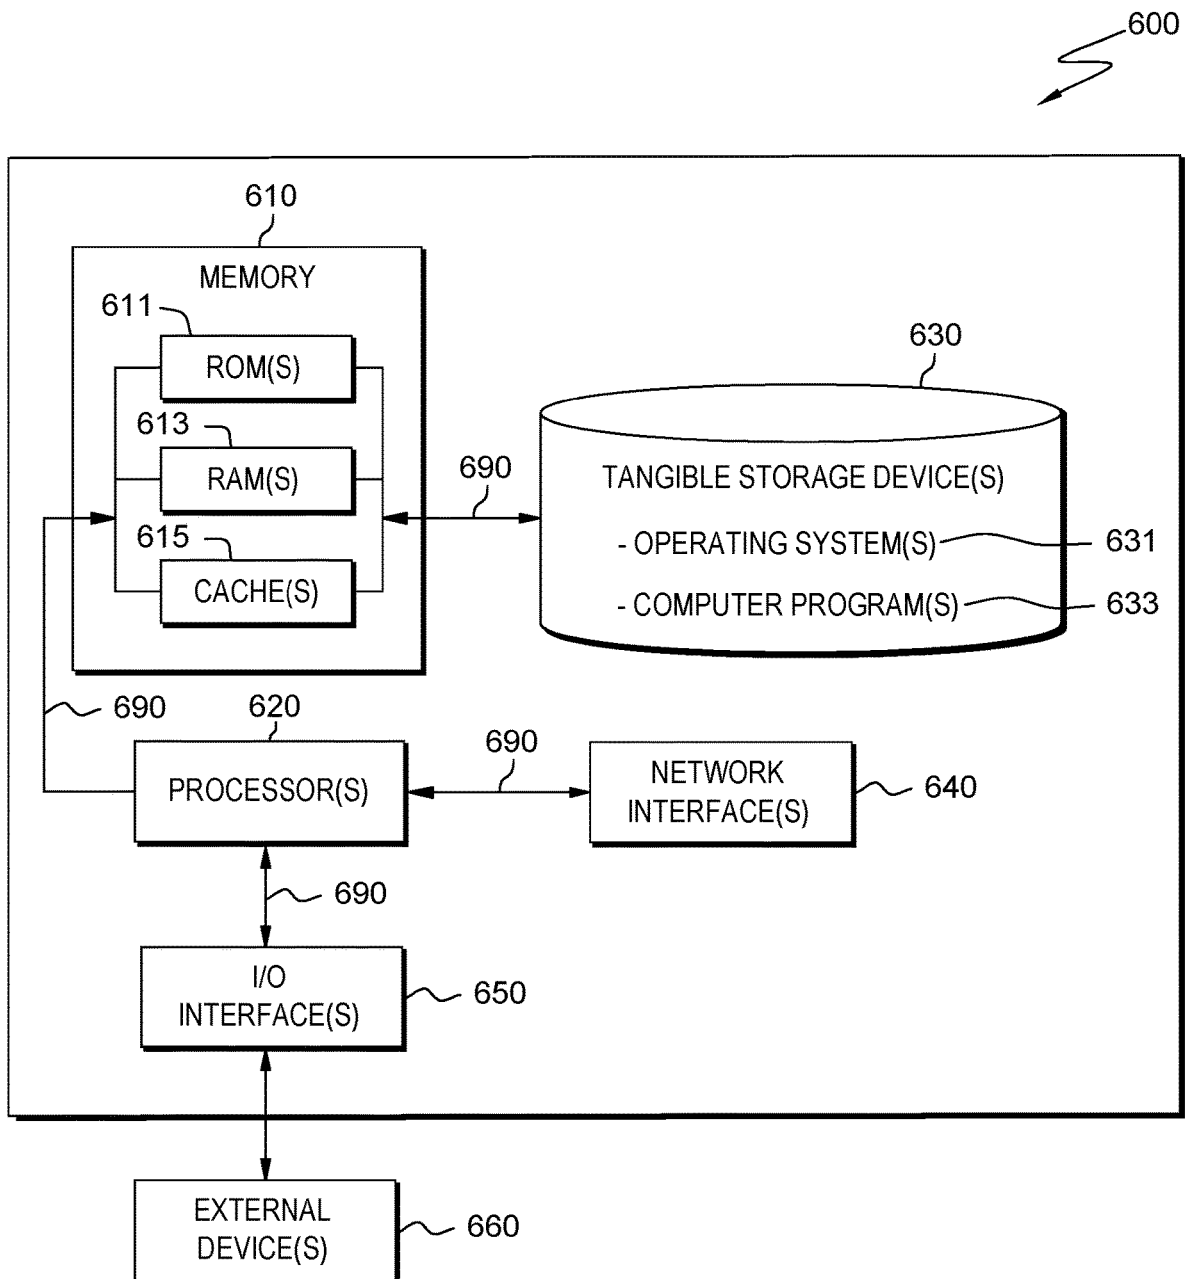 600
610
MEMORY
611
ROM(S)
613
RAM(S)
615
CACHE(S)
690
630
TANGIBLE STORAGE DEVICE(S)
- OPERATING SYSTEM(S)
631
- COMPUTER PROGRAM(S)
633
690
620
PROCESSOR(S)
690
NETWORK
INTERFACE(S)
640
690
I/O
INTERFACE(S)
650
EXTERNAL
DEVICE(S)
660